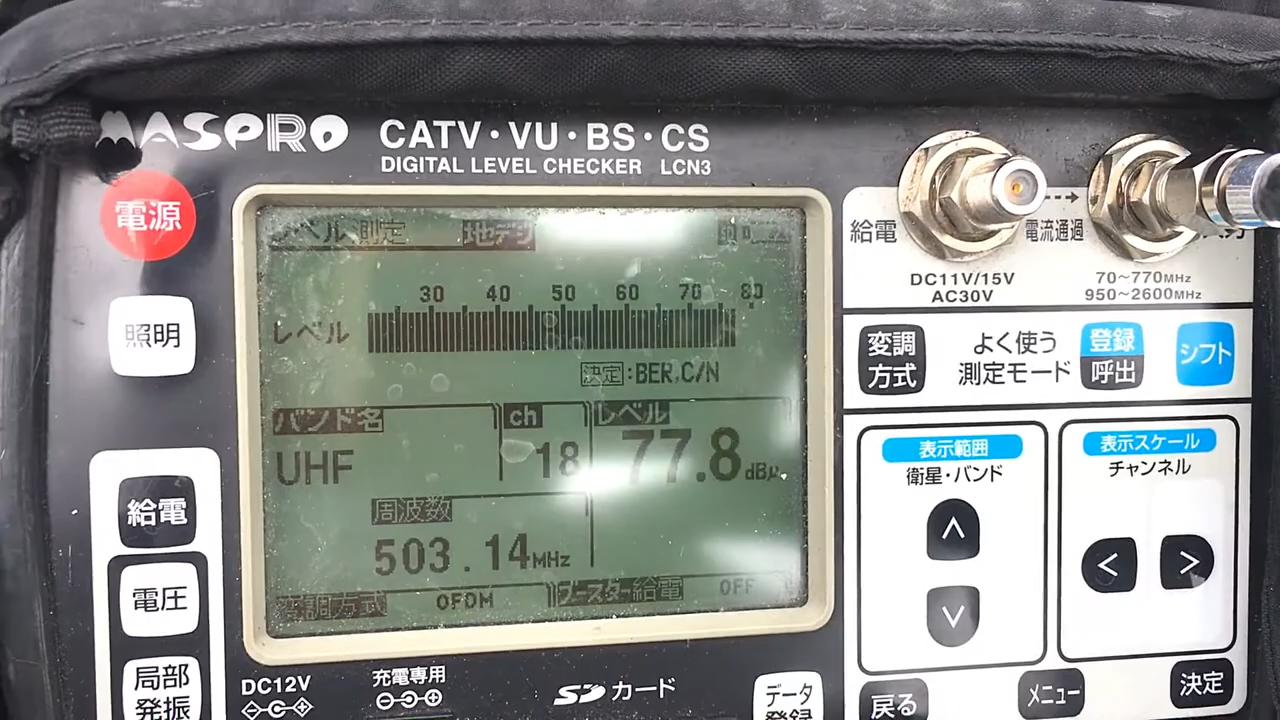 MASPRO
CATV・VU・BS・CS
DIGITAL LEVEL CHECKER LCN3
電源
照明
給電
電圧
局部
発振
レベル測定 地デジ
30 40 50 60 70 80
レベル
決定:BER,C/N
バンド名 ch レベル
UHF 18 77.8dBμ
周波数
503.14MHz
変調方式 OFDM ブースター給電 OFF
DC12V
充電専用
SDカード
データ
登録
給電
電流通過
DC11V/15V
AC30V
70~770MHz
950~2600MHz
変調
方式
よく使う
測定モード
登録
呼出
シフト
表示範囲
衛星・バンド
表示スケール
チャンネル
戻る
メニュー
決定